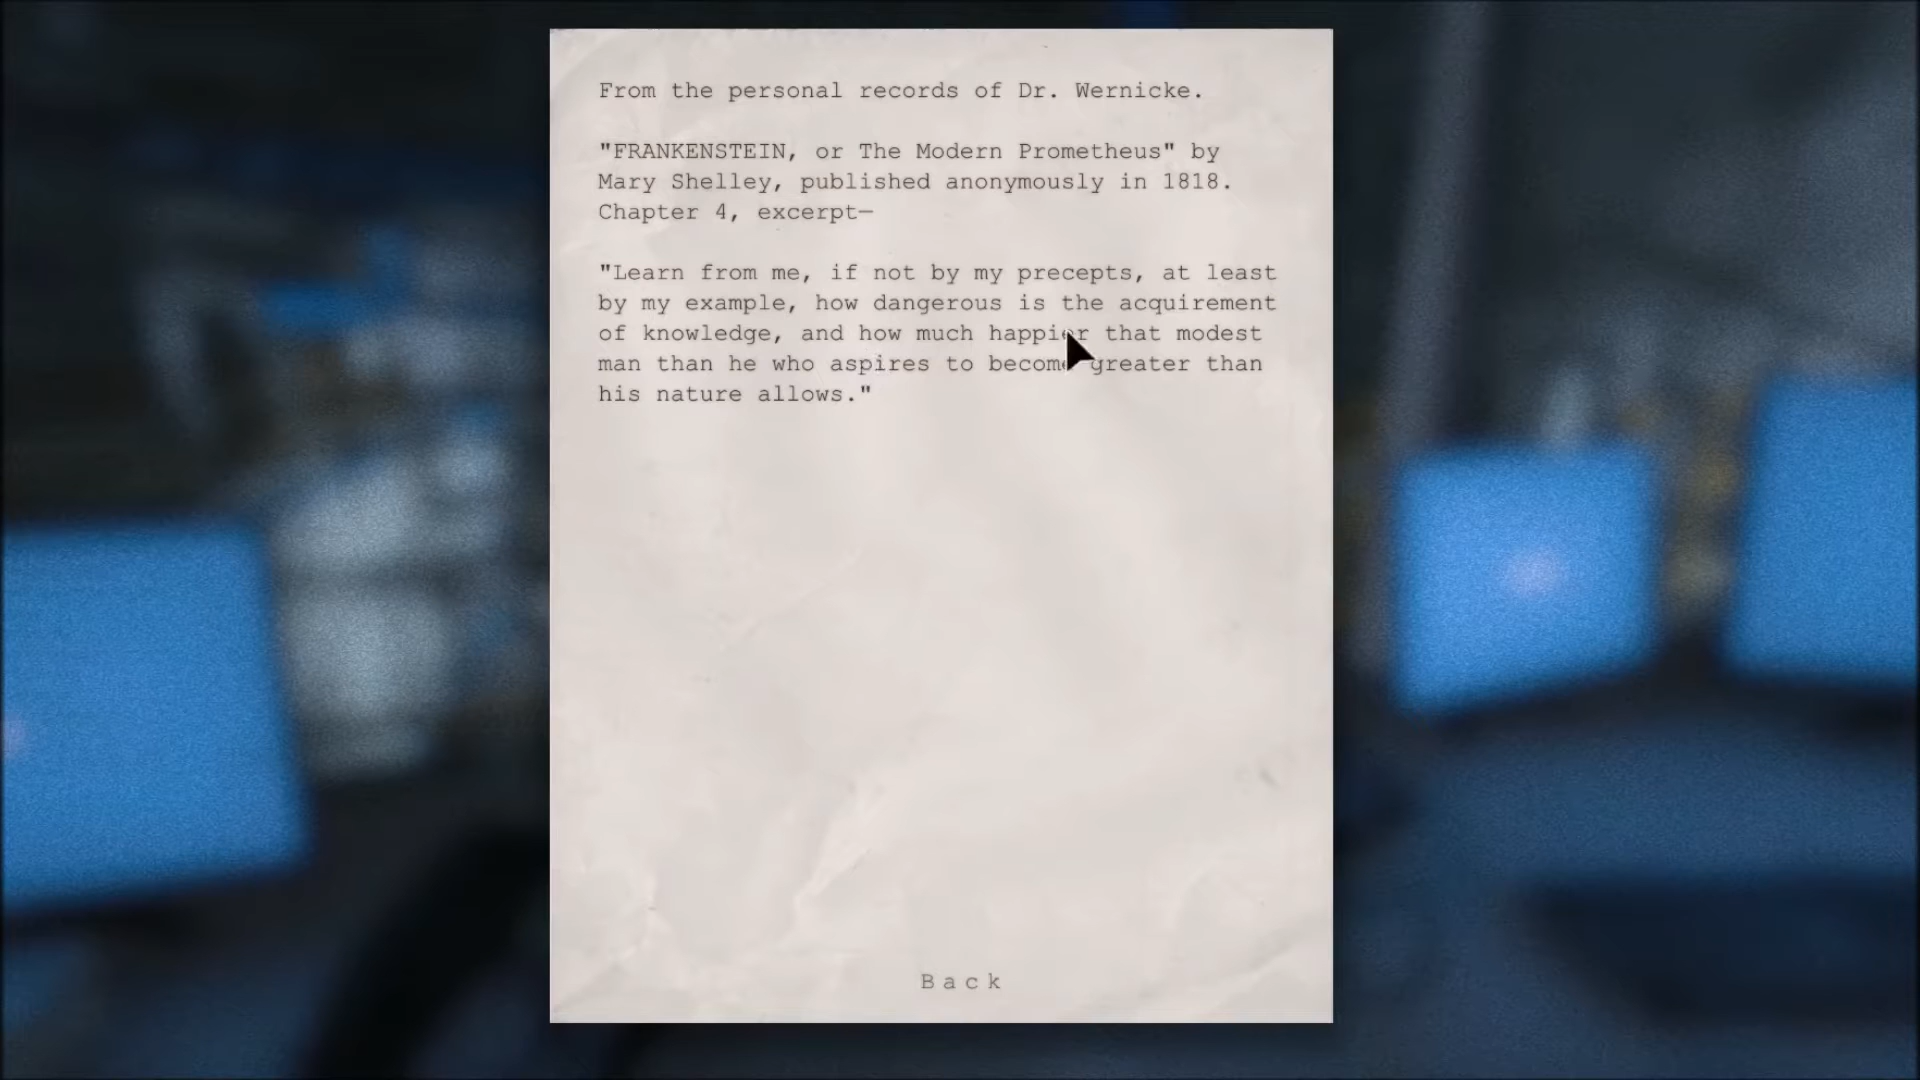 From the personal records of Dr. Wernicke.
"FRANKENSTEIN, or The Modern Prometheus" by
Mary Shelley, published anonymously in 1818.
Chapter 4, excerpt—
"Learn from me, if not by my precepts, at least
by my example, how dangerous is the acquirement
of knowledge, and how much happier that modest
man than he who aspires to become greater than
his nature allows."
Back